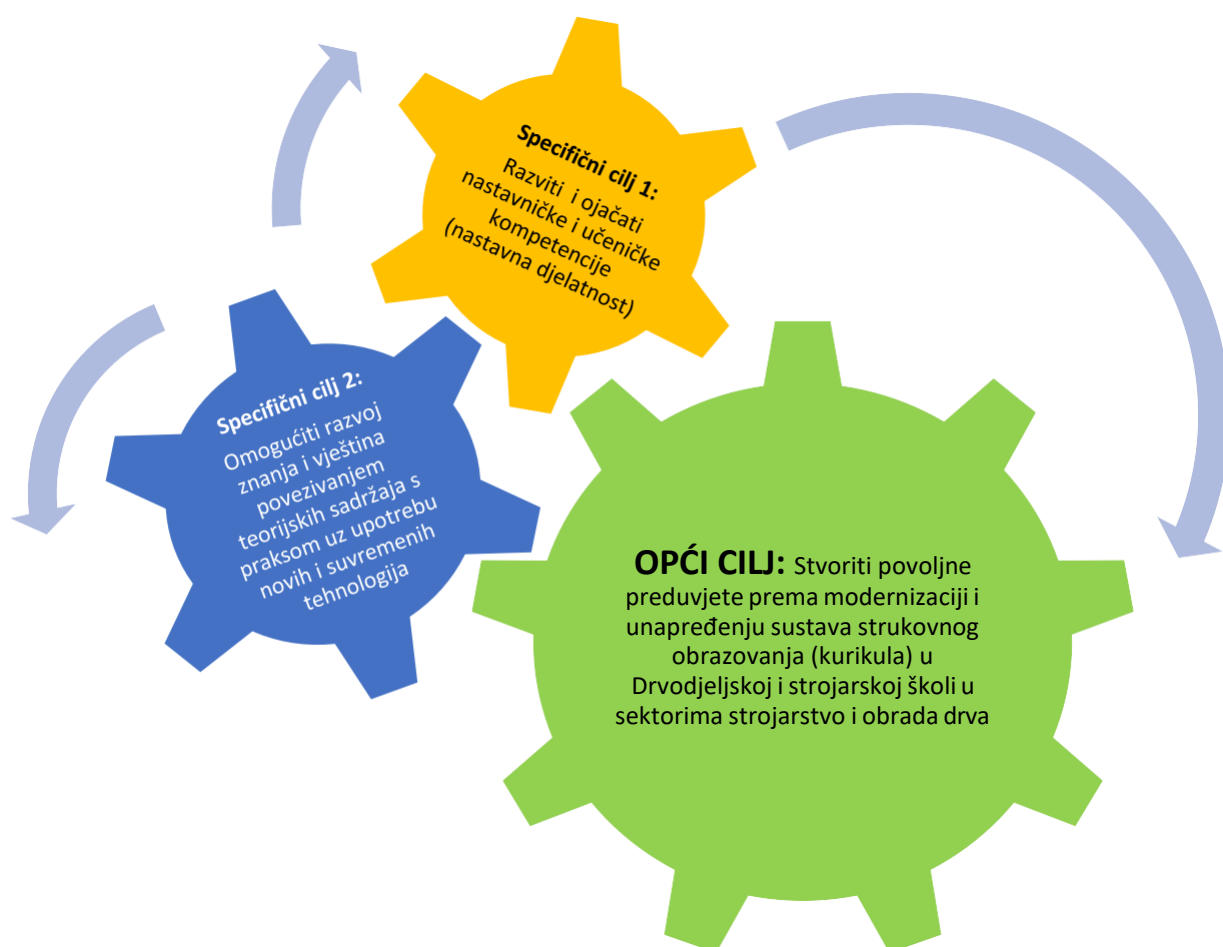 Specifični cilj 1:
Razviti i ojačati
nastavničke i učeničke
kompetencije
(nastavna djelatnost)
Specifični cilj 2:
Omogućiti razvoj
znanja i vještina
povezivanjem
teorijskih sadržaja s
praksom uz upotrebu
novih i suvremenih
tehnologija
OPĆI CILJ: Stvoriti povoljne
preduvjete prema modernizaciji i
unapređenju sustava strukovnog
obrazovanja (kurikula) u
Drvodjeljskoj i strojarskoj školi u
sektorima strojarstvo i obrada drva